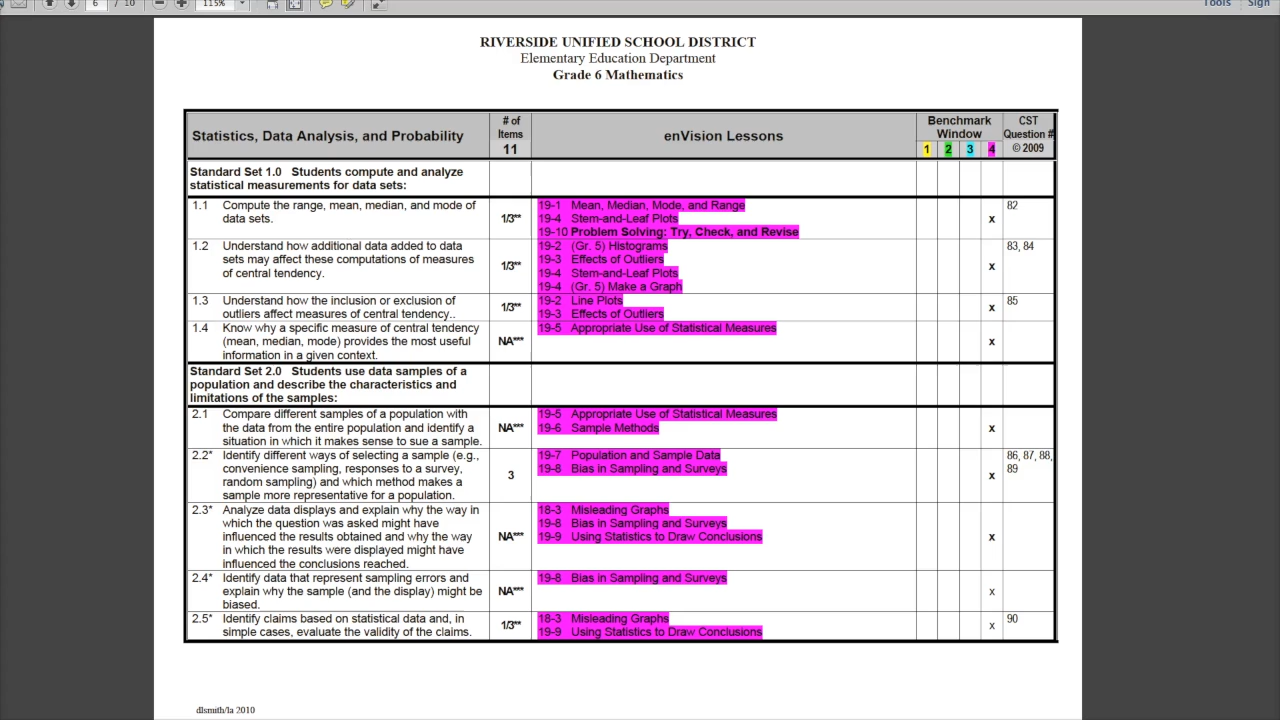 6 / 10 115% Tools Sign
RIVERSIDE UNIFIED SCHOOL DISTRICT
Elementary Education Department
Grade 6 Mathematics
Statistics, Data Analysis, and Probability
# of
Items
11
enVision Lessons
Benchmark
Window
1 2 3 4
CST
Question #
© 2009
Standard Set 1.0 Students compute and analyze
statistical measurements for data sets:
1.1 Compute the range, mean, median, and mode of
data sets.
1/3**
19-1 Mean, Median, Mode, and Range
19-4 Stem-and-Leaf Plots
19-10 Problem Solving: Try, Check, and Revise
x
82
1.2 Understand how additional data added to data
sets may affect these computations of measures
of central tendency.
1/3**
19-2 (Gr. 5) Histograms
19-3 Effects of Outliers
19-4 Stem-and-Leaf Plots
19-4 (Gr. 5) Make a Graph
x
83, 84
1.3 Understand how the inclusion or exclusion of
outliers affect measures of central tendency..
1/3**
19-2 Line Plots
19-3 Effects of Outliers
x
85
1.4 Know why a specific measure of central tendency
(mean, median, mode) provides the most useful
information in a given context.
NA***
19-5 Appropriate Use of Statistical Measures
x
Standard Set 2.0 Students use data samples of a
population and describe the characteristics and
limitations of the samples:
2.1 Compare different samples of a population with
the data from the entire population and identify a
situation in which it makes sense to sue a sample.
NA***
19-5 Appropriate Use of Statistical Measures
19-6 Sample Methods
x
2.2* Identify different ways of selecting a sample (e.g.,
convenience sampling, responses to a survey,
random sampling) and which method makes a
sample more representative for a population.
3
19-7 Population and Sample Data
19-8 Bias in Sampling and Surveys
x
86, 87, 88,
89
2.3* Analyze data displays and explain why the way in
which the question was asked might have
influenced the results obtained and why the way
in which the results were displayed might have
influenced the conclusions reached.
NA***
18-3 Misleading Graphs
19-8 Bias in Sampling and Surveys
19-9 Using Statistics to Draw Conclusions
x
2.4* Identify data that represent sampling errors and
explain why the sample (and the display) might be
biased.
NA***
19-8 Bias in Sampling and Surveys
x
2.5* Identify claims based on statistical data and, in
simple cases, evaluate the validity of the claims.
1/3**
18-3 Misleading Graphs
19-9 Using Statistics to Draw Conclusions
x
90
dlsmith/la 2010